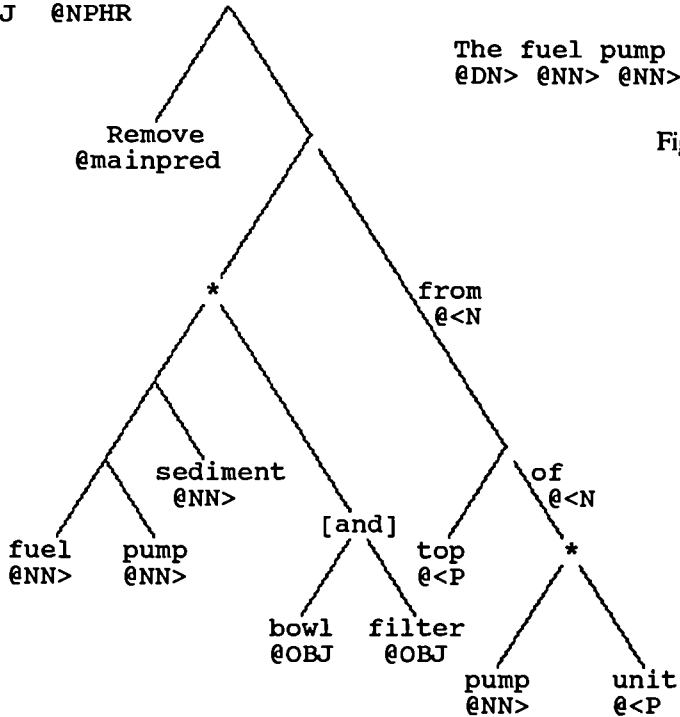 J @NPHR
The fuel pump
@DN> @NN> @NN>
Remove
@mainpred
Fig
*
from
@<N
sediment
@NN>
of
@<N
[and]
fuel pump top *
@NN> @NN> @<P
bowl filter
@OBJ @OBJ
pump unit
@NN> @<P